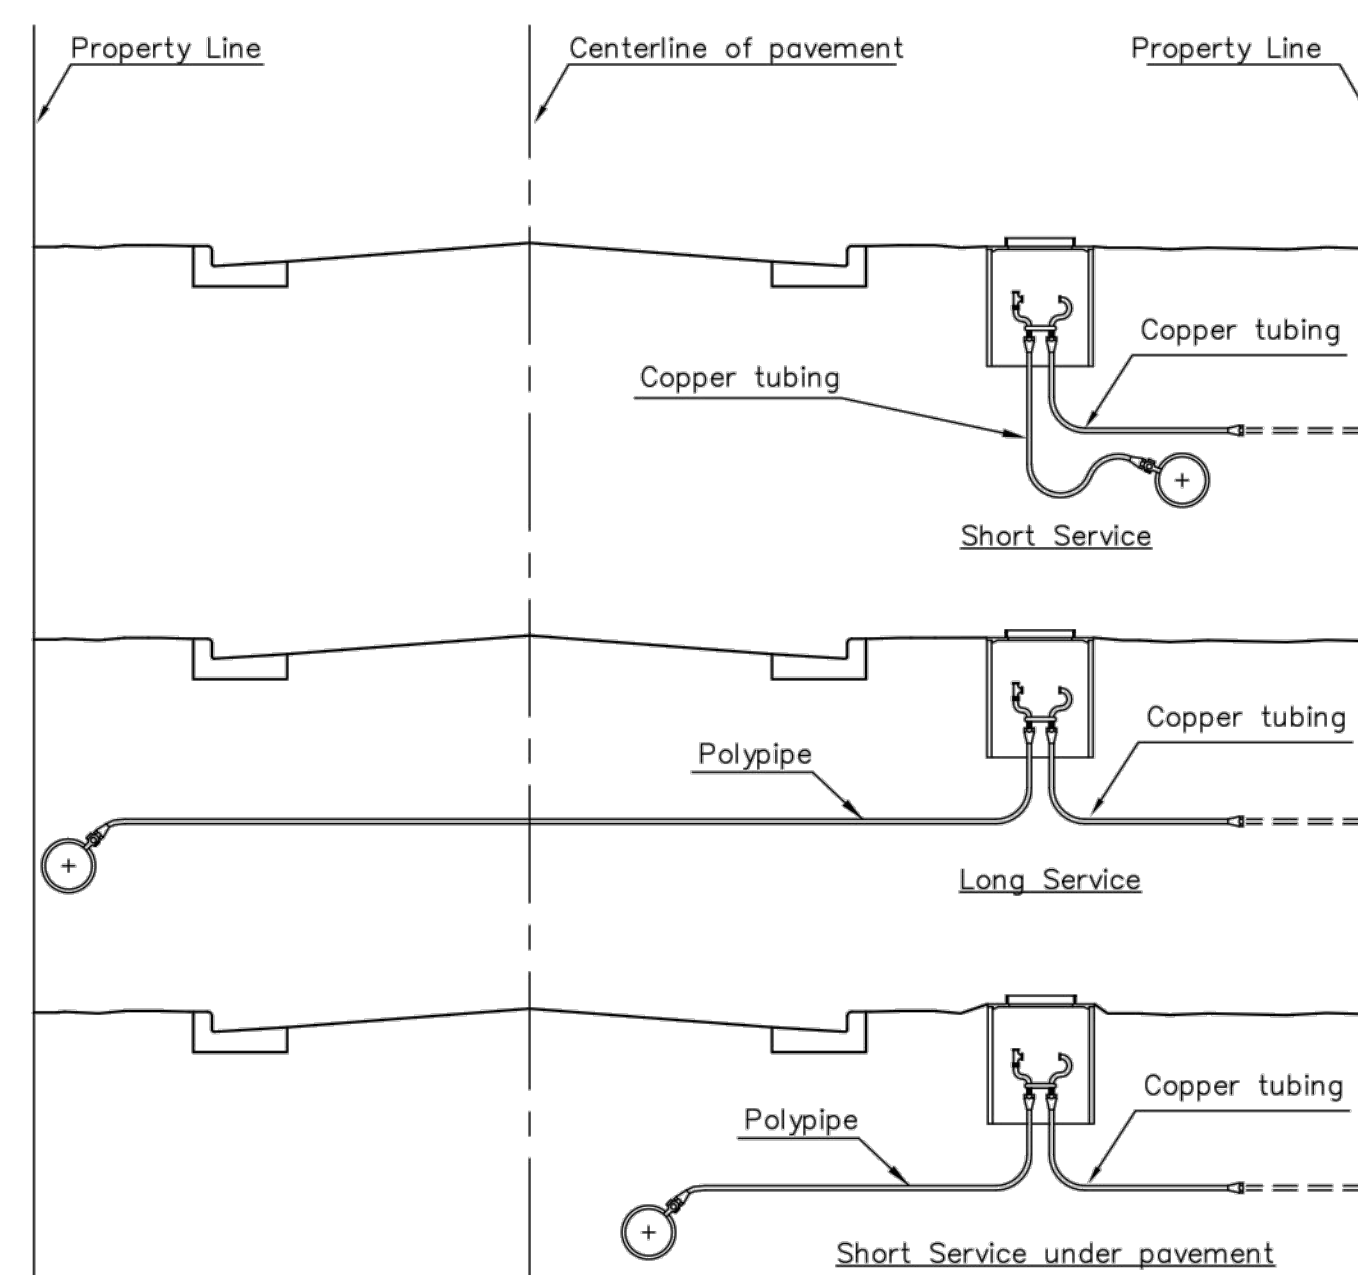 Property Line
Centerline of pavement
Property Line
Copper tubing
Copper tubing
Short Service
Copper tubing
Polypipe
Long Service
Copper tubing
Polypipe
Short Service under pavement